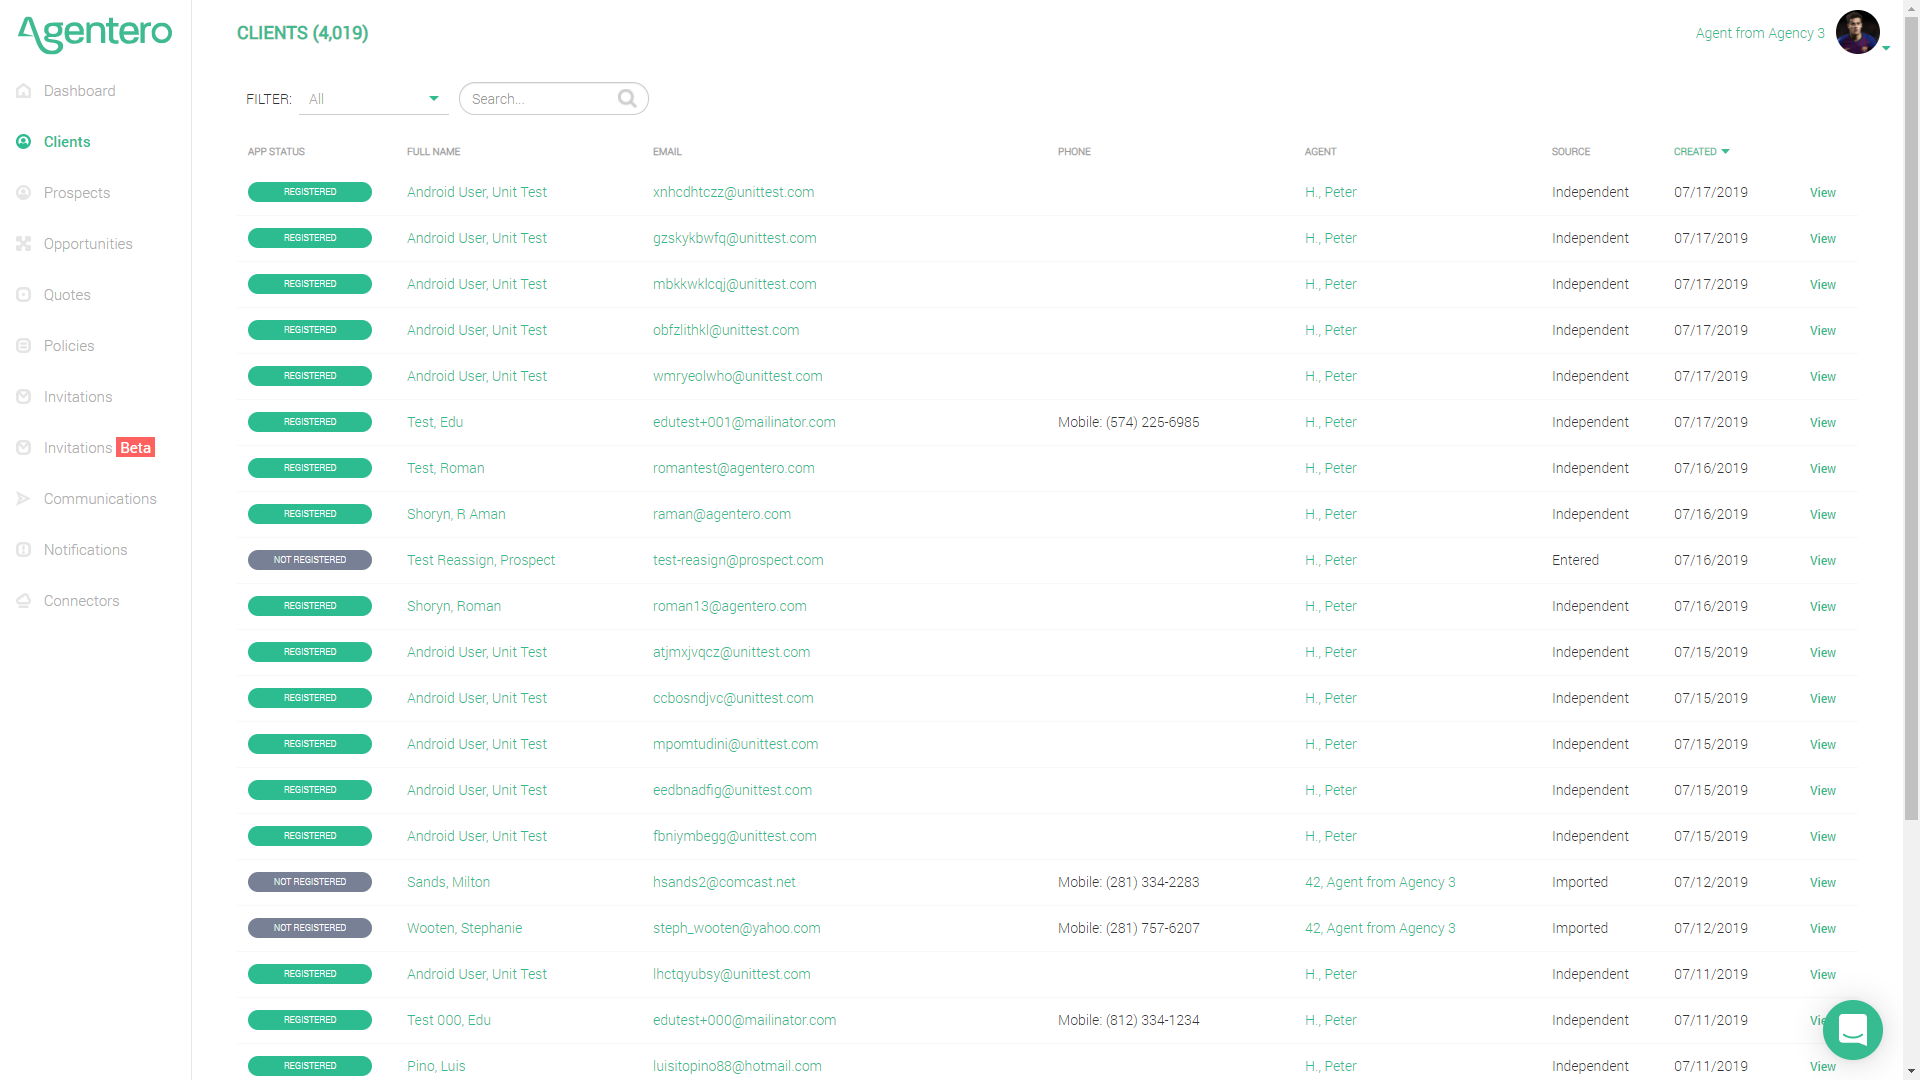 Agentero
CLIENTS (4,019)
Agent from Agency 3
Dashboard
Clients
Prospects
Opportunities
Quotes
Policies
Invitations
Invitations Beta
Communications
Notifications
Connectors
FILTER: All Search...
APP STATUS FULL NAME EMAIL PHONE AGENT SOURCE CREATED
REGISTERED Android User, Unit Test xnhcdhtczz@unittest.com H., Peter Independent 07/17/2019 View
REGISTERED Android User, Unit Test gzskykbwfq@unittest.com H., Peter Independent 07/17/2019 View
REGISTERED Android User, Unit Test mbkkwklcqj@unittest.com H., Peter Independent 07/17/2019 View
REGISTERED Android User, Unit Test obfzlithkl@unittest.com H., Peter Independent 07/17/2019 View
REGISTERED Android User, Unit Test wmryeolwho@unittest.com H., Peter Independent 07/17/2019 View
REGISTERED Test, Edu edutest+001@mailinator.com Mobile: (574) 225-6985 H., Peter Independent 07/17/2019 View
REGISTERED Test, Roman romantest@agentero.com H., Peter Independent 07/16/2019 View
REGISTERED Shoryn, R Aman raman@agentero.com H., Peter Independent 07/16/2019 View
NOT REGISTERED Test Reassign, Prospect test-reasign@prospect.com H., Peter Entered 07/16/2019 View
REGISTERED Shoryn, Roman roman13@agentero.com H., Peter Independent 07/16/2019 View
REGISTERED Android User, Unit Test atjmxjvqcz@unittest.com H., Peter Independent 07/15/2019 View
REGISTERED Android User, Unit Test ccbosndjvc@unittest.com H., Peter Independent 07/15/2019 View
REGISTERED Android User, Unit Test mpomtudini@unittest.com H., Peter Independent 07/15/2019 View
REGISTERED Android User, Unit Test eedbnadfig@unittest.com H., Peter Independent 07/15/2019 View
REGISTERED Android User, Unit Test fbniymbegg@unittest.com H., Peter Independent 07/15/2019 View
NOT REGISTERED Sands, Milton hsands2@comcast.net Mobile: (281) 334-2283 42, Agent from Agency 3 Imported 07/12/2019 View
NOT REGISTERED Wooten, Stephanie steph_wooten@yahoo.com Mobile: (281) 757-6207 42, Agent from Agency 3 Imported 07/12/2019 View
REGISTERED Android User, Unit Test lhctqyubsy@unittest.com H., Peter Independent 07/11/2019 View
REGISTERED Test 000, Edu edutest+000@mailinator.com Mobile: (812) 334-1234 H., Peter Independent 07/11/2019 Vie
REGISTERED Pino, Luis luisitopino88@hotmail.com H., Peter Independent 07/11/2019 View